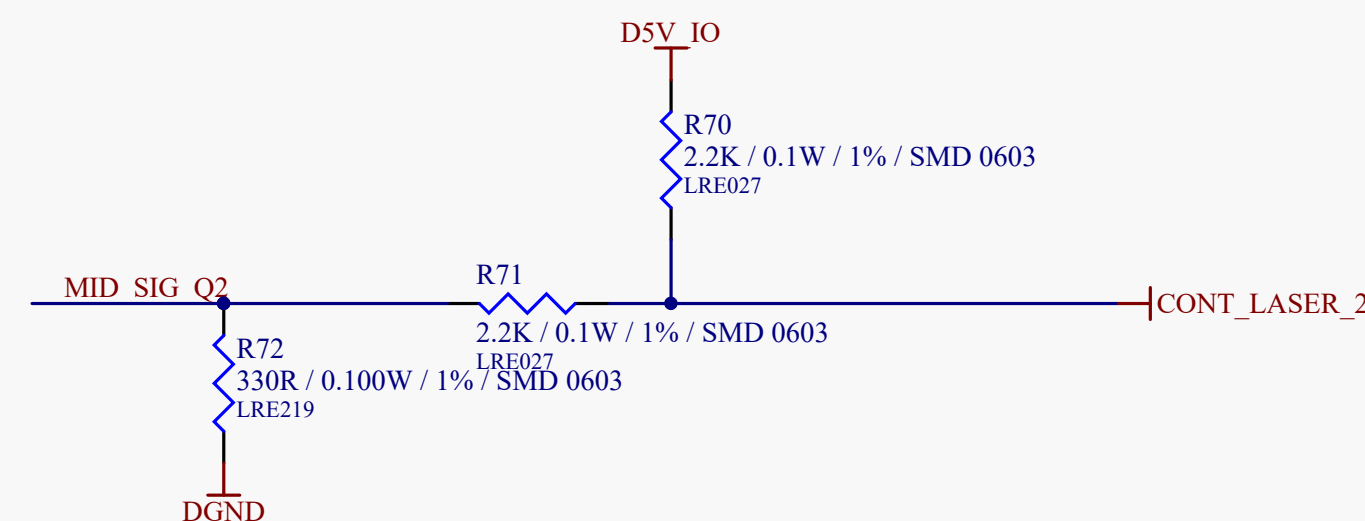 D5V_IO
R70
2.2K / 0.1W / 1% / SMD 0603
LRE027
MID_SIG_Q2
R71
CONT_LASER_2
2.2K / 0.1W / 1% / SMD 0603
LRE027
R72
330R / 0.100W / 1% / SMD 0603
LRE219
DGND